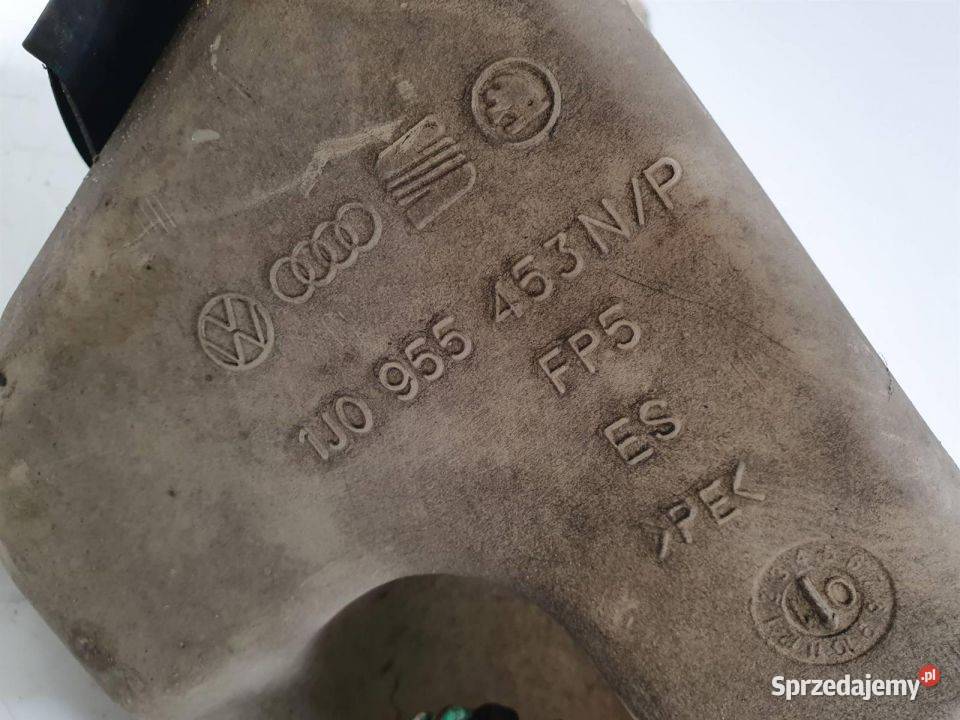 1J0 955 453 N/P
FP5
ES
>PE<
Sprzedajemy.pl